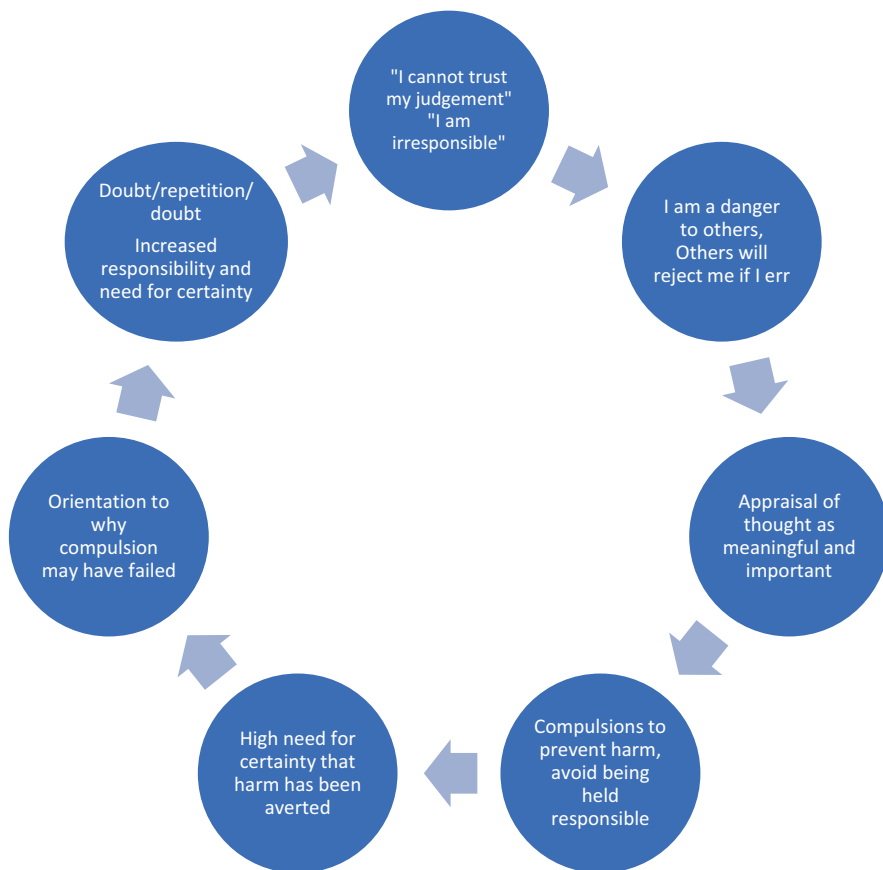 "I cannot trust
my judgement"
"I am
irresponsible"
I am a danger
to others,
Others will
reject me if I err
Appraisal of
thought as
meaningful and
important
Compulsions to
prevent harm,
avoid being
held
responsible
High need for
certainty that
harm has been
averted
Orientation to
why
compulsion
may have failed
Doubt/repetition/
doubt
Increased
responsibility and
need for certainty